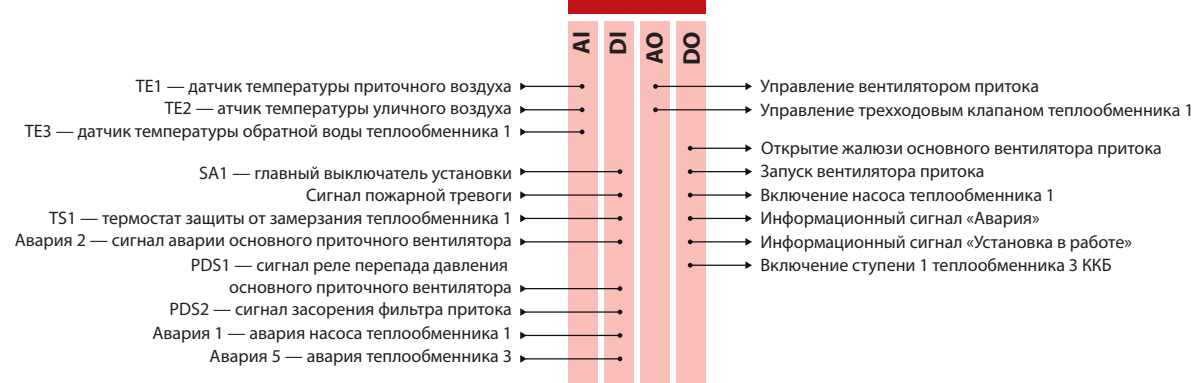 AI
DI
AO
DO
TE1 — датчик температуры приточного воздуха
TE2 — атчик температуры уличного воздуха
TE3 — датчик температуры обратной воды теплообменника 1
SA1 — главный выключатель установки
Сигнал пожарной тревоги
TS1 — термостат защиты от замерзания теплообменника 1
Авария 2 — сигнал аварии основного приточного вентилятора
PDS1 — сигнал реле перепада давления
основного приточного вентилятора
PDS2 — сигнал засорения фильтра притока
Авария 1 — авария насоса теплообменника 1
Авария 5 — авария теплообменника 3
Управление вентилятором притока
Управление трехходовым клапаном теплообменника 1
Открытие жалюзи основного вентилятора притока
Запуск вентилятора притока
Включение насоса теплообменника 1
Информационный сигнал «Авария»
Информационный сигнал «Установка в работе»
Включение ступени 1 теплообменника 3 ККБ